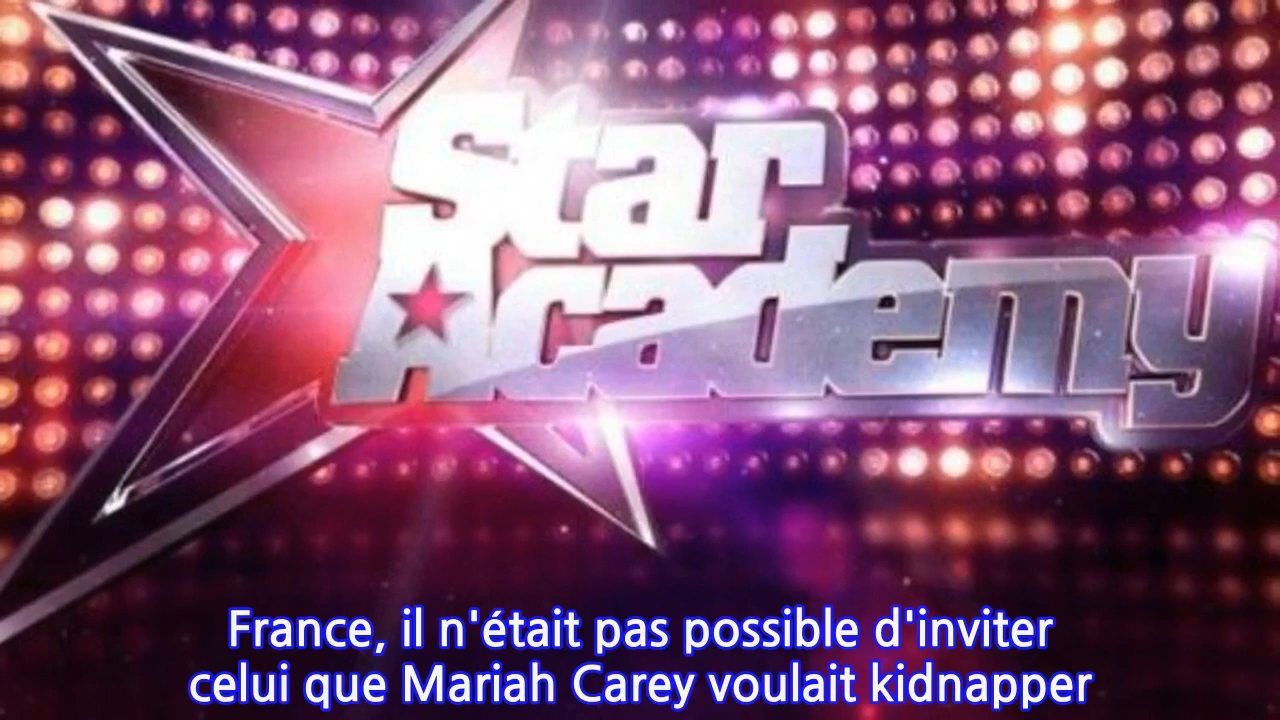 Star
Academy
France, il n'était pas possible d'inviter
celui que Mariah Carey voulait kidnapper